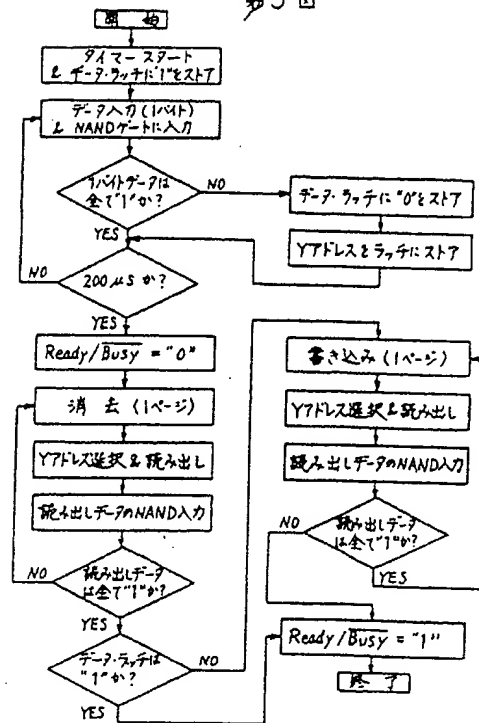 第5図
開始
タイマースタート
& データ・ラッチに"1"をストア
データ入力(1バイト)
& NANDゲートに入力
1バイトデータは
全て"1"か?
NO
YES
データ・ラッチに"0"をストア
Yアドレスをラッチにストア
200μSか?
NO
YES
Ready/Busy = "0"
消去(1ページ)
Yアドレス選択&読み出し
読み出しデータのNAND入力
読み出しデータ
は全て"1"か?
NO
YES
データ・ラッチは
"1"か?
NO
YES
書き込み(1ページ)
Yアドレス選択&読み出し
読み出しデータのNAND入力
読み出しデータ
は全て"1"か?
NO
YES
Ready/Busy = "1"
終了